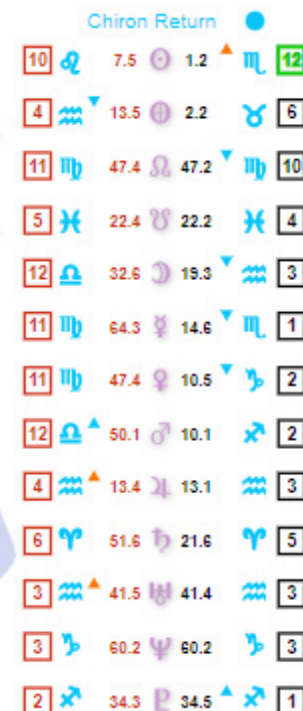 Chiron Return
10 ♌ 7.5 ☉ 1.2 ▲ ♏ 12
4 ♒ ▼ 13.5 ⊕ 2.2 ♉ 6
11 ♍ 47.4 ☊ 47.2 ▼ ♍ 10
5 ♓ 22.4 ☋ 22.2 ♓ 4
12 ♎ 32.6 ☽ 19.3 ▼ ♒ 3
11 ♍ 64.3 ☿ 14.6 ▼ ♏ 1
11 ♍ 47.4 ♀ 10.5 ▼ ♑ 2
12 ♎ ▲ 50.1 ♂ 10.1 ♐ 2
4 ♒ ▲ 13.4 ♃ 13.1 ♒ 3
6 ♈ 51.6 ♄ 21.6 ♈ 5
3 ♒ ▲ 41.5 ♅ 41.4 ♒ 3
3 ♑ 60.2 ♆ 60.2 ♑ 3
2 ♐ 34.3 ♇ 34.5 ▲ ♐ 1